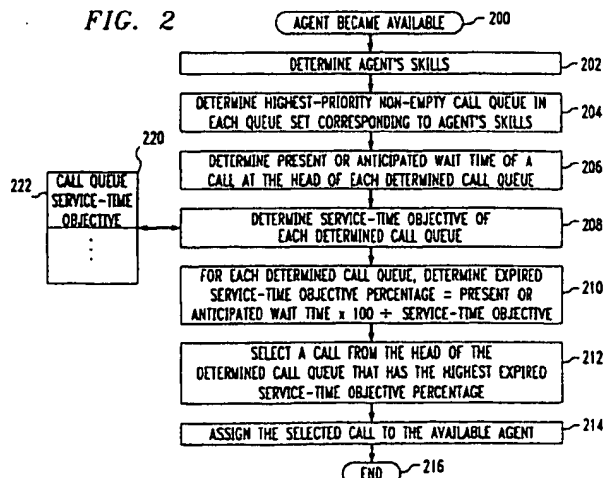 FIG. 2
AGENT BECAME AVAILABLE
200
DETERMINE AGENT'S SKILLS
202
DETERMINE HIGHEST-PRIORITY NON-EMPTY CALL QUEUE IN
EACH QUEUE SET CORRESPONDING TO AGENT'S SKILLS
204
DETERMINE PRESENT OR ANTICIPATED WAIT TIME OF A
CALL AT THE HEAD OF EACH DETERMINED CALL QUEUE
206
220
222
CALL QUEUE
SERVICE-TIME
OBJECTIVE
DETERMINE SERVICE-TIME OBJECTIVE OF
EACH DETERMINED CALL QUEUE
208
FOR EACH DETERMINED CALL QUEUE, DETERMINE EXPIRED
SERVICE-TIME OBJECTIVE PERCENTAGE = PRESENT OR
ANTICIPATED WAIT TIME x 100 ÷ SERVICE-TIME OBJECTIVE
210
SELECT A CALL FROM THE HEAD OF THE
DETERMINED CALL QUEUE THAT HAS THE HIGHEST EXPIRED
SERVICE-TIME OBJECTIVE PERCENTAGE
212
ASSIGN THE SELECTED CALL TO THE AVAILABLE AGENT
214
END
216